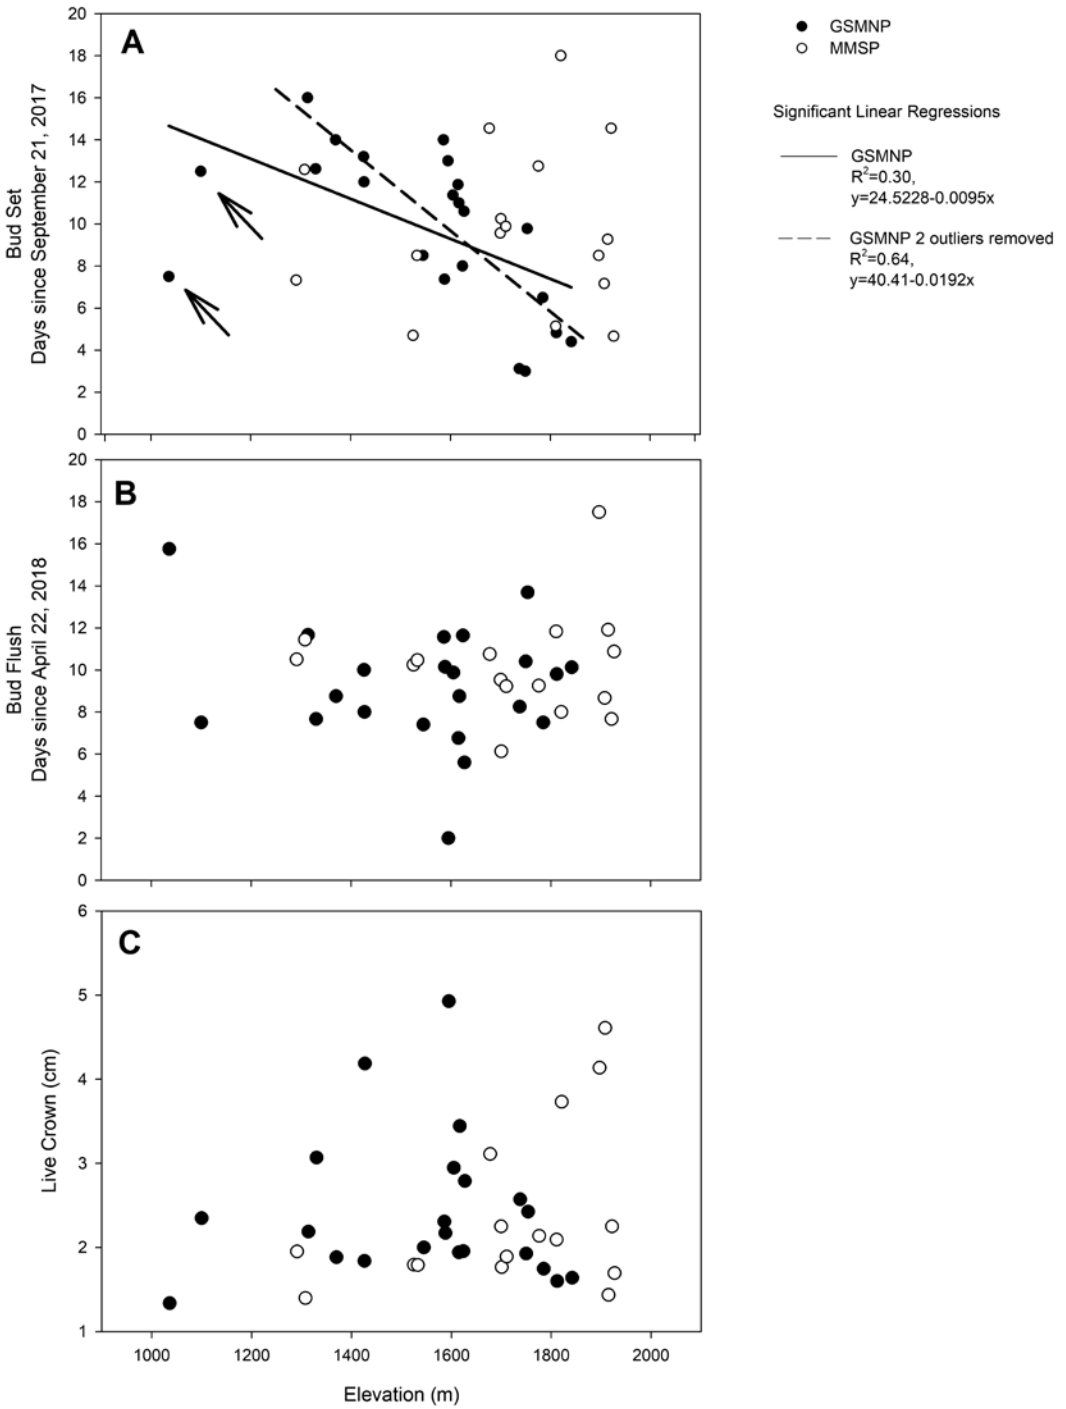 A
20
18
16
14
12
10
8
6
4
2
0
Bud Set
Days since September 21, 2017
GSMNP
MMSP
Significant Linear Regressions
GSMNP
R²=0.30,
y=24.5228-0.0095x
GSMNP 2 outliers removed
R²=0.64,
y=40.41-0.0192x
B
20
18
16
14
12
10
8
6
4
2
0
Bud Flush
Days since April 22, 2018
C
6
5
4
3
2
1
Live Crown (cm)
1000 1200 1400 1600 1800 2000
Elevation (m)